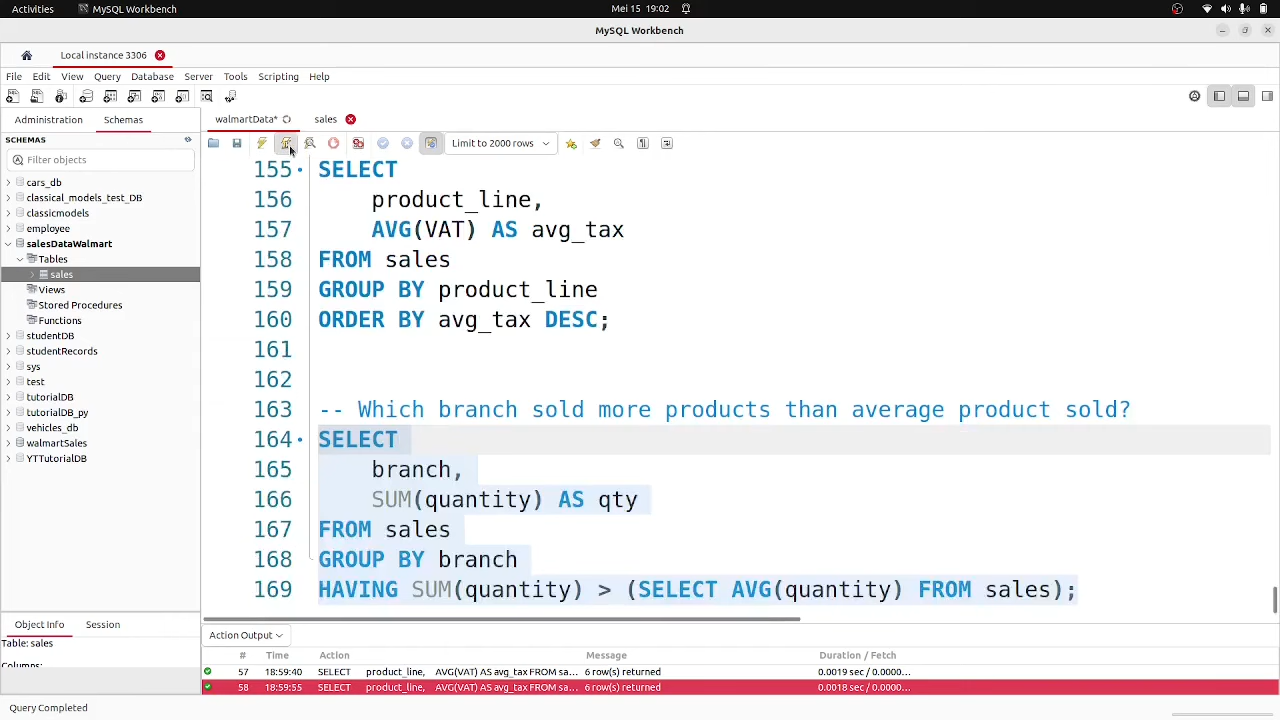 Activities MySQL Workbench Mei 15 19:02
MySQL Workbench
Local instance 3306
File Edit View Query Database Server Tools Scripting Help
Administration Schemas
walmartData* sales
SCHEMAS
Limit to 2000 rows
Filter objects
cars_db
classical_models_test_DB
classicmodels
employee
salesDataWalmart
Tables
sales
Views
Stored Procedures
Functions
studentDB
studentRecords
sys
test
tutorialDB
tutorialDB_py
vehicles_db
walmartSales
YTTutorialDB
155 SELECT
156 product_line,
157 AVG(VAT) AS avg_tax
158 FROM sales
159 GROUP BY product_line
160 ORDER BY avg_tax DESC;
161
162
163 -- Which branch sold more products than average product sold?
164 SELECT
165 branch,
166 SUM(quantity) AS qty
167 FROM sales
168 GROUP BY branch
169 HAVING SUM(quantity) > (SELECT AVG(quantity) FROM sales);
Object Info Session
Table: sales
Columns:
Action Output
# Time Action Message Duration / Fetch
57 18:59:40 SELECT product_line, AVG(VAT) AS avg_tax FROM sa... 6 row(s) returned 0.0019 sec / 0.0000...
58 18:59:55 SELECT product_line, AVG(VAT) AS avg_tax FROM sa... 6 row(s) returned 0.0018 sec / 0.0000...
Query Completed